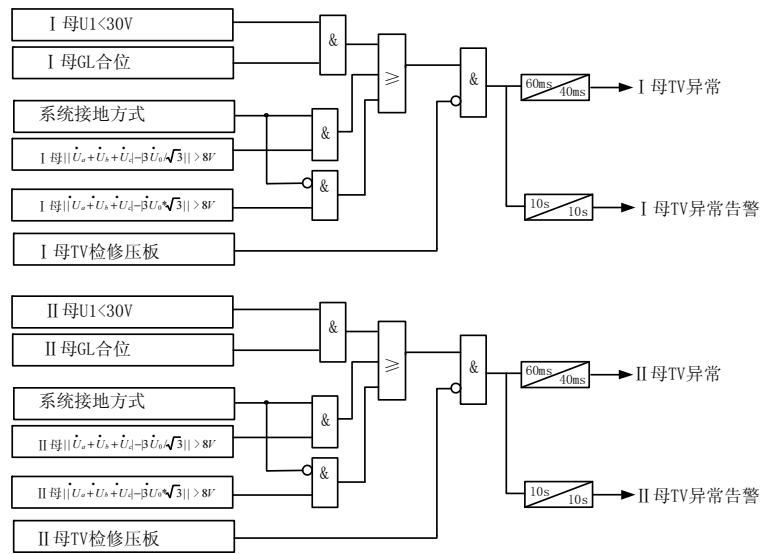 Ⅰ母U1<30V
&
Ⅰ母GL合位
≥
&
60ms 40ms
Ⅰ母TV异常
系统接地方式
&
Ⅰ母||U̇a+U̇b+U̇c|-|3U̇0/√3||>8V
&
Ⅰ母||U̇a+U̇b+U̇c|-|3U̇0*√3||>8V
10s 10s
Ⅰ母TV异常告警
Ⅰ母TV检修压板
Ⅱ母U1<30V
&
Ⅱ母GL合位
≥
&
60ms 40ms
Ⅱ母TV异常
系统接地方式
&
Ⅱ母||U̇a+U̇b+U̇c|-|3U̇0/√3||>8V
&
Ⅱ母||U̇a+U̇b+U̇c|-|3U̇0*√3||>8V
10s 10s
Ⅱ母TV异常告警
Ⅱ母TV检修压板